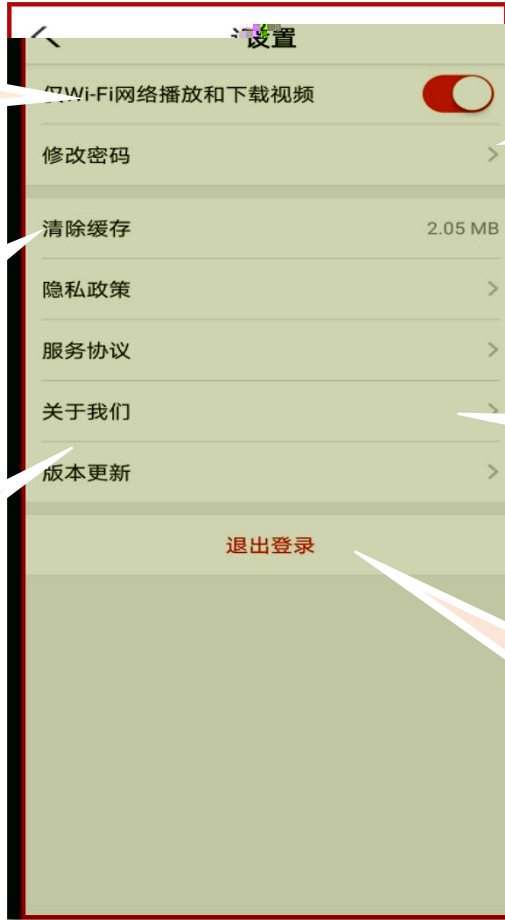 设置
仅Wi-Fi网络播放和下载视频
修改密码
清除缓存 2.05 MB
隐私政策
服务协议
关于我们
版本更新
退出登录